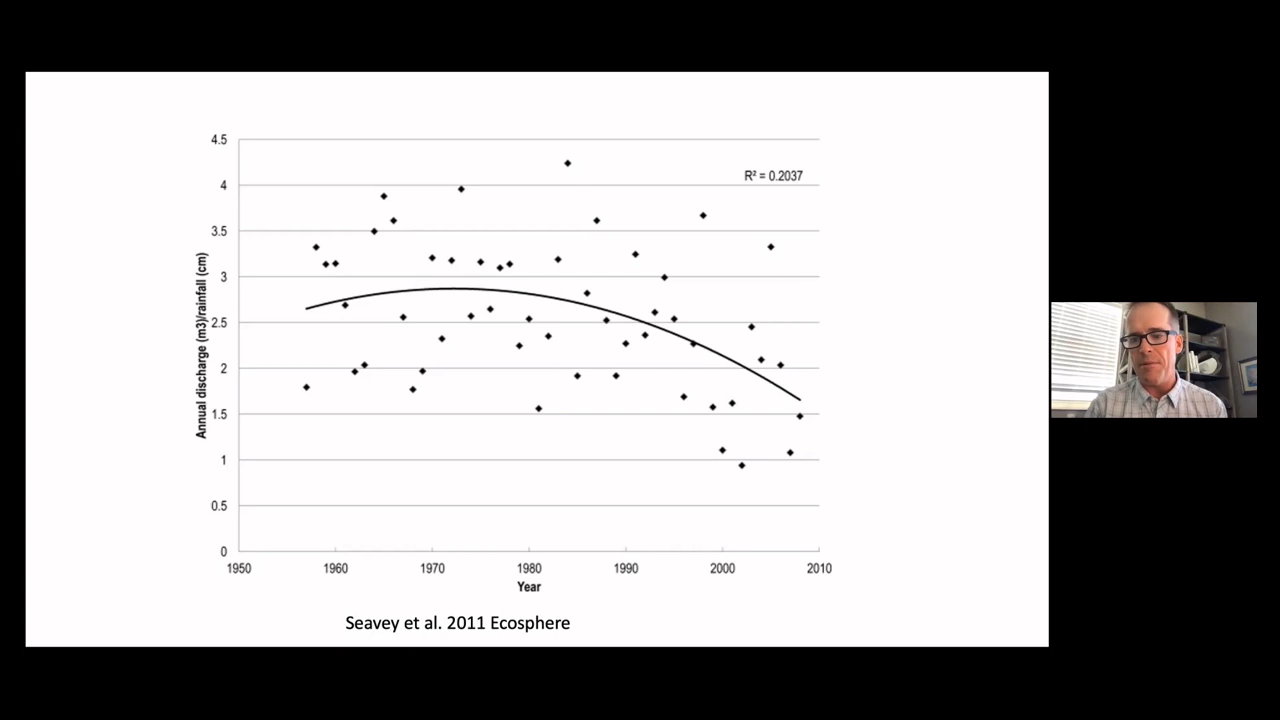 4.5
R² = 0.2037
4
3.5
3
2.5
2
1.5
1
0.5
0
Annual discharge (m3)/rainfall (cm)
1950 1960 1970 1980 1990 2000 2010
Year
Seavey et al. 2011 Ecosphere